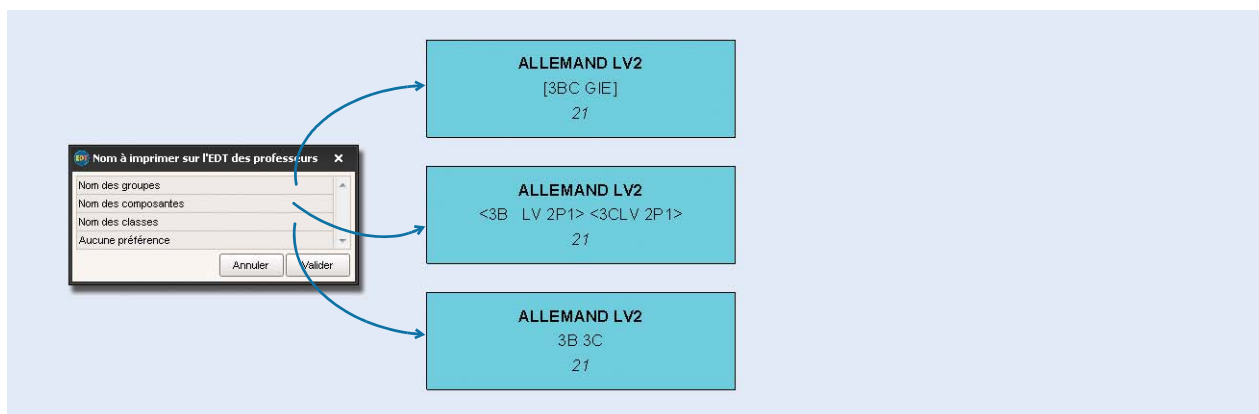 ALLEMAND LV2
[3BC GIE]
21
EDT Nom à imprimer sur l'EDT des professeurs X
Nom des groupes
Nom des composantes
Nom des classes
Aucune préférence
Annuler Valider
ALLEMAND LV2
<3B LV 2P1> <3CLV 2P1>
21
ALLEMAND LV2
3B 3C
21